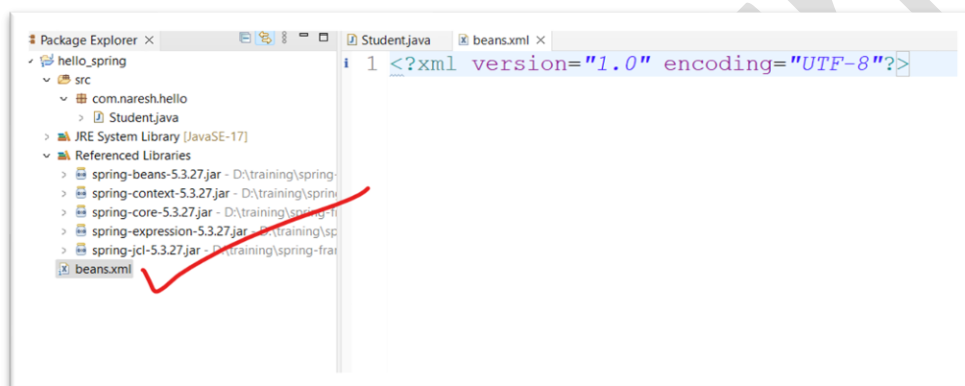 Package Explorer
hello_spring
src
com.naresh.hello
Student.java
JRE System Library [JavaSE-17]
Referenced Libraries
spring-beans-5.3.27.jar - D:\training\spring-
spring-context-5.3.27.jar - D:\training\sprin
spring-core-5.3.27.jar - D:\training\spring-fr
spring-expression-5.3.27.jar - D:\training\sp
spring-jcl-5.3.27.jar - D:\training\spring-fra
beans.xml
Student.java beans.xml
1 <?xml version="1.0" encoding="UTF-8"?>